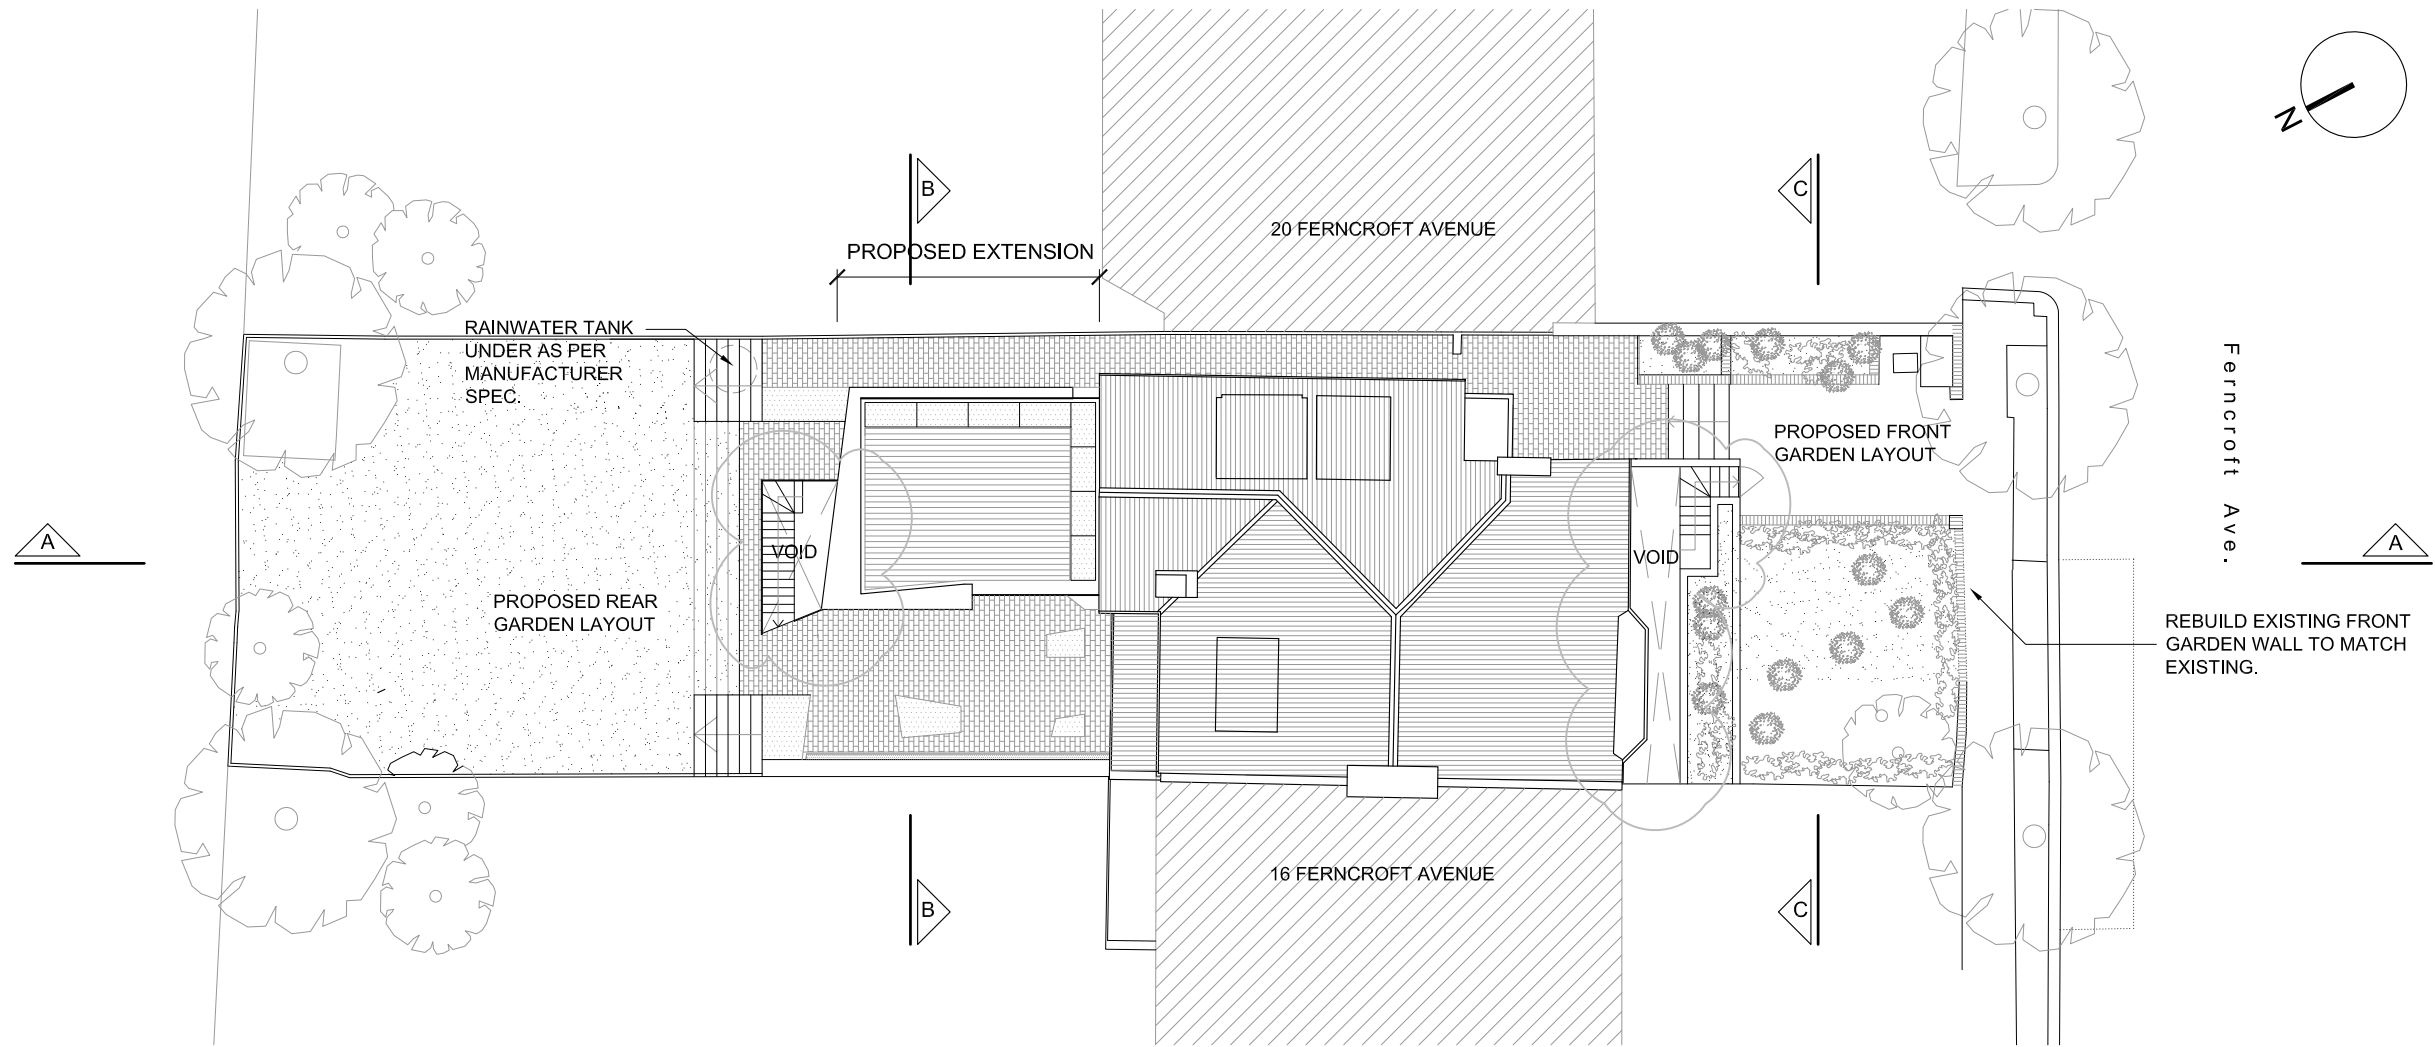 N
B
C
20 FERNCROFT AVENUE
PROPOSED EXTENSION
RAINWATER TANK
UNDER AS PER
MANUFACTURER
SPEC.
Ferncroft Ave.
PROPOSED FRONT
GARDEN LAYOUT
A
VOID
VOID
A
PROPOSED REAR
GARDEN LAYOUT
REBUILD EXISTING FRONT
GARDEN WALL TO MATCH
EXISTING.
16 FERNCROFT AVENUE
B
C